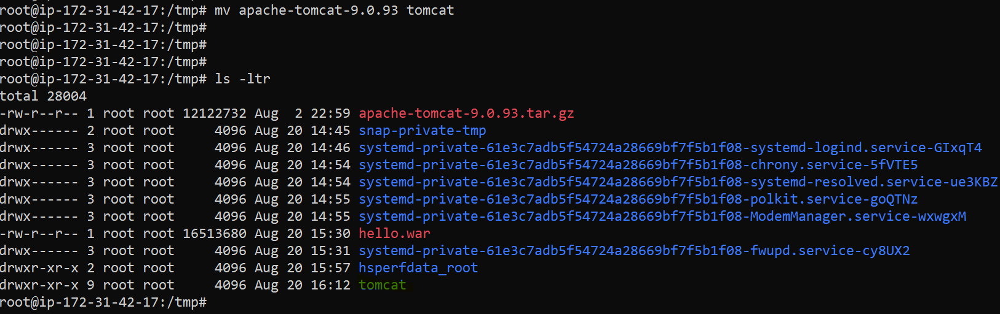 root@ip-172-31-42-17:/tmp# mv apache-tomcat-9.0.93 tomcat
root@ip-172-31-42-17:/tmp#
root@ip-172-31-42-17:/tmp#
root@ip-172-31-42-17:/tmp#
root@ip-172-31-42-17:/tmp# ls -ltr
total 28004
-rw-r--r-- 1 root root 12122732 Aug  2 22:59 apache-tomcat-9.0.93.tar.gz
drwx------ 2 root root     4096 Aug 20 14:45 snap-private-tmp
drwx------ 3 root root     4096 Aug 20 14:46 systemd-private-61e3c7adb5f54724a28669bf7f5b1f08-systemd-logind.service-GIxqT4
drwx------ 3 root root     4096 Aug 20 14:54 systemd-private-61e3c7adb5f54724a28669bf7f5b1f08-chrony.service-5fVTE5
drwx------ 3 root root     4096 Aug 20 14:54 systemd-private-61e3c7adb5f54724a28669bf7f5b1f08-systemd-resolved.service-ue3KBZ
drwx------ 3 root root     4096 Aug 20 14:55 systemd-private-61e3c7adb5f54724a28669bf7f5b1f08-polkit.service-goQTNz
drwx------ 3 root root     4096 Aug 20 14:55 systemd-private-61e3c7adb5f54724a28669bf7f5b1f08-ModemManager.service-wxwgxM
-rw-r--r-- 1 root root 16513680 Aug 20 15:30 hello.war
drwx------ 3 root root     4096 Aug 20 15:31 systemd-private-61e3c7adb5f54724a28669bf7f5b1f08-fwupd.service-cy8UX2
drwxr-xr-x 2 root root     4096 Aug 20 15:57 hsperfdata_root
drwxr-xr-x 9 root root     4096 Aug 20 16:12 tomcat
root@ip-172-31-42-17:/tmp#